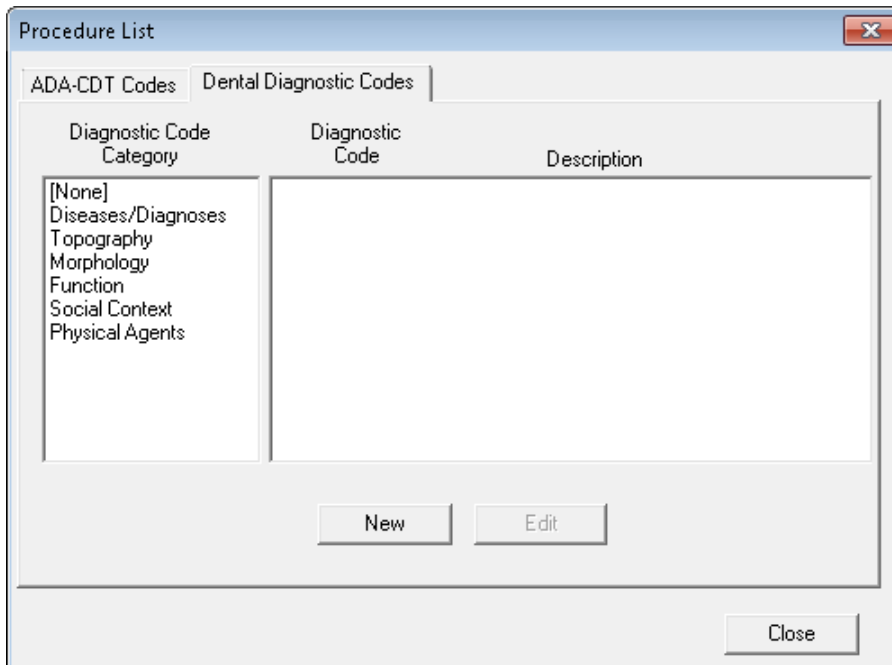 Procedure List
ADA-CDT Codes
Dental Diagnostic Codes
Diagnostic Code
Category
Diagnostic
Code
Description
[None]
Diseases/Diagnoses
Topography
Morphology
Function
Social Context
Physical Agents
New
Edit
Close